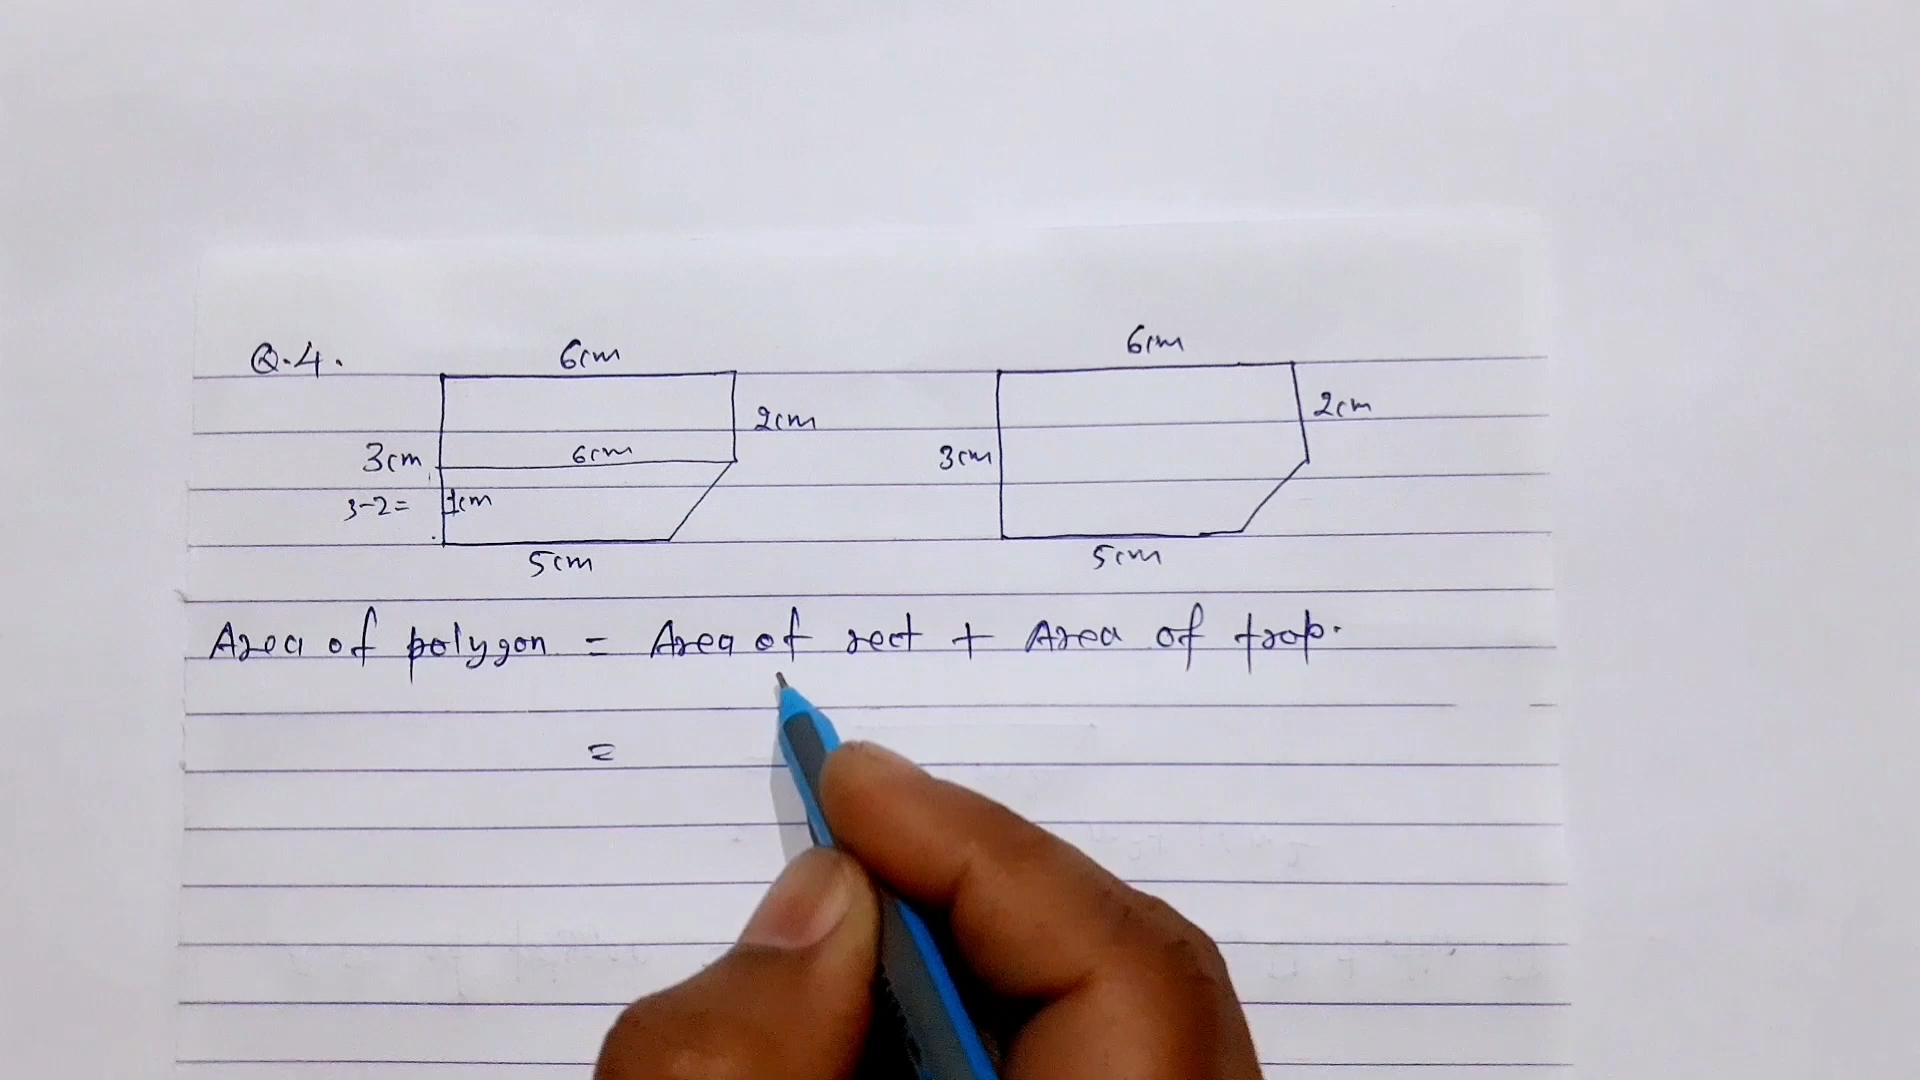 Q.4.
6cm
6cm
2cm
2cm
3cm
6cm
3cm
3-2=
1cm
5cm
5cm
Area of polygon = Area of rect + Area of trap.
=